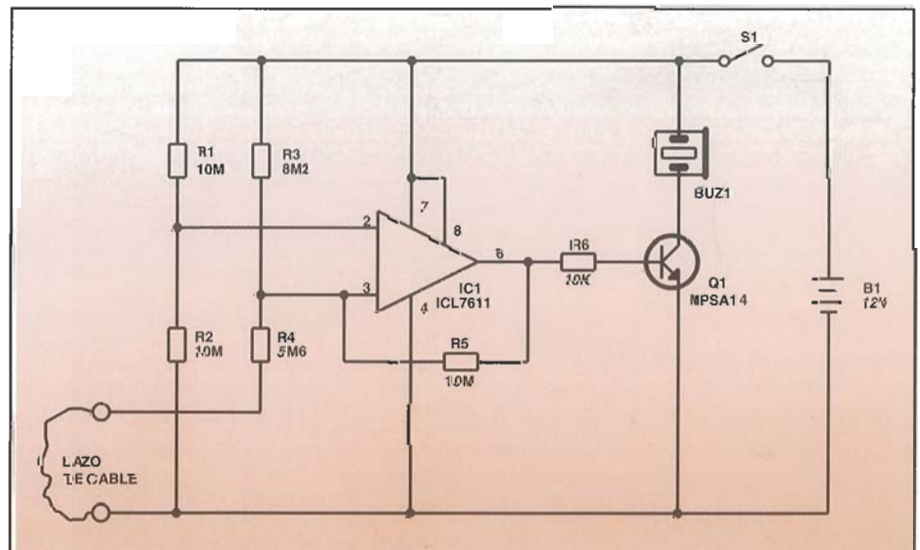 S1
R1
10M
R3
8M2
BUZ1
7
2
8
6
R6
10K
3
IC1
ICL7611
4
Q1
MPSA14
B1
12V
R2
10M
R4
5M6
R5
10M
LAZO
DE CABLE